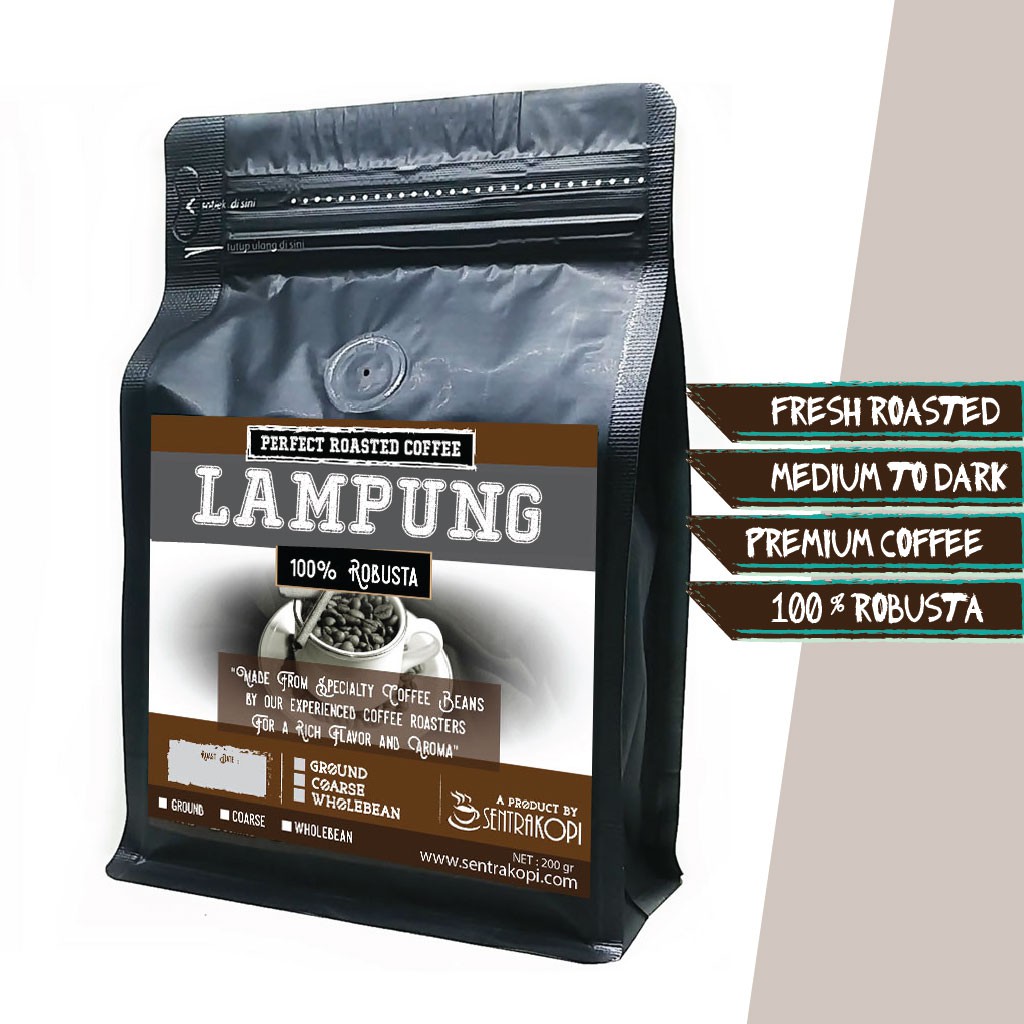 di sini
tutup ulang di sini
PERFECT ROASTED COFFEE
LAMPUNG
100% ROBUSTA
"MADE FROM SPECIALTY COFFEE BEANS
BY OUR EXPERIENCED COFFEE ROASTERS
FOR A RICH FLAVOR AND AROMA"
ROAST DATE :
GROUND
COARSE
WHOLEBEAN
GROUND
COARSE
WHOLEBEAN
A PRODUCT BY
SENTRAKOPI
NET : 200 gr
www.sentrakopi.com
FRESH ROASTED
MEDIUM TO DARK
PREMIUM COFFEE
100 % ROBUSTA